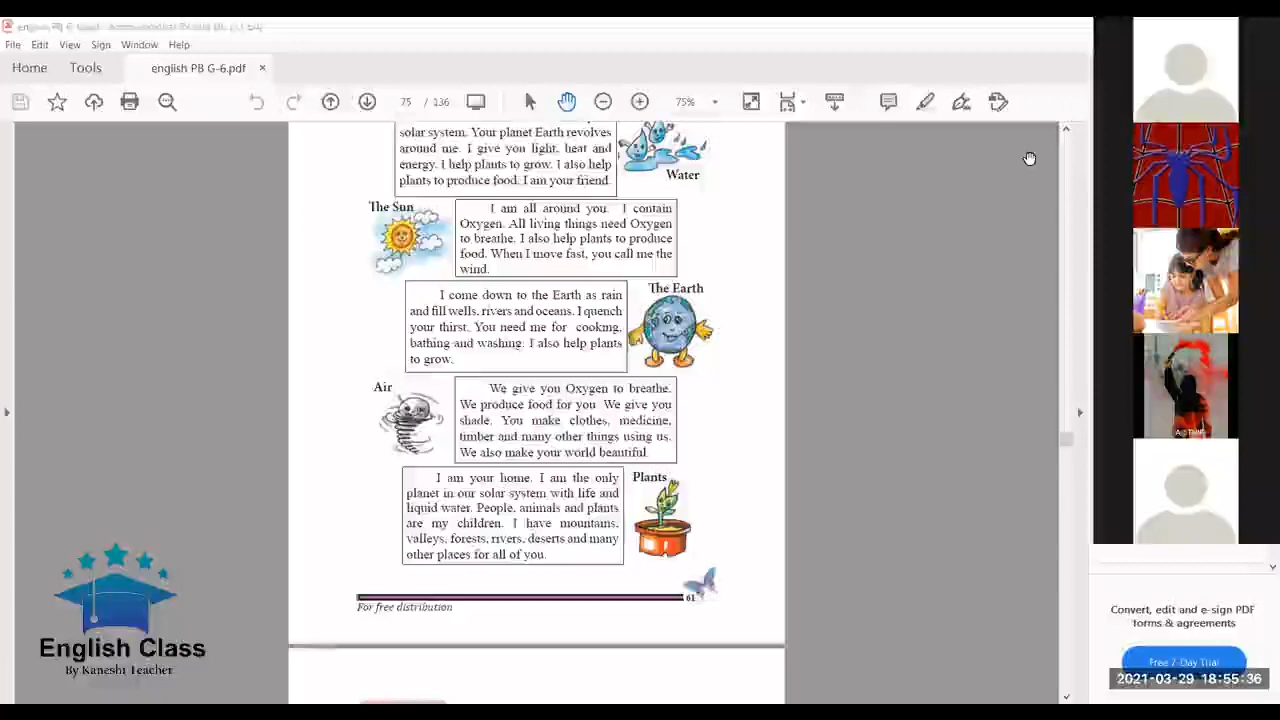 File Edit View Sign Window Help
Home Tools english PB G-6.pdf ×
75 / 136 75%
solar system. Your planet Earth revolves
around me. I give you light, heat and
energy. I help plants to grow. I also help
plants to produce food. I am your friend.
Water
The Sun
I am all around you. I contain
Oxygen. All living things need Oxygen
to breathe. I also help plants to produce
food. When I move fast, you call me the
wind.
The Earth
I come down to the Earth as rain
and fill wells, rivers and oceans. I quench
your thirst. You need me for cooking,
bathing and washing. I also help plants
to grow.
Air
We give you Oxygen to breathe.
We produce food for you. We give you
shade. You make clothes, medicine,
timber and many other things using us.
We also make your world beautiful.
Plants
I am your home. I am the only
planet in our solar system with life and
liquid water. People, animals and plants
are my children. I have mountains,
valleys, forests, rivers, deserts and many
other places for all of you.
61
For free distribution
English Class
By Kaneshi Teacher
Convert, edit and e-sign PDF
forms & agreements
Free 7-Day Trial
2021-03-29 18:55:36